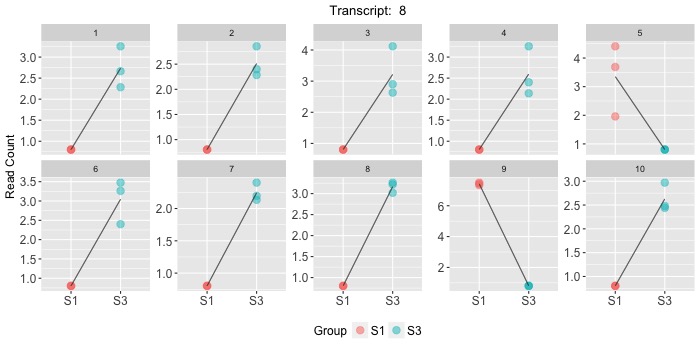 Transcript: 8
1 2 3 4 5
3.0 2.5 2.0 1.5 1.0
2.5 2.0 1.5 1.0
4 3 2 1
3.0 2.5 2.0 1.5 1.0
4 3 2 1
Read Count
6 7 8 9 10
3.5 3.0 2.5 2.0 1.5 1.0
2.0 1.5 1.0
3.0 2.5 2.0 1.5 1.0
6 4 2
3.0 2.5 2.0 1.5 1.0
S1 S3 S1 S3 S1 S3 S1 S3 S1 S3
Group S1 S3